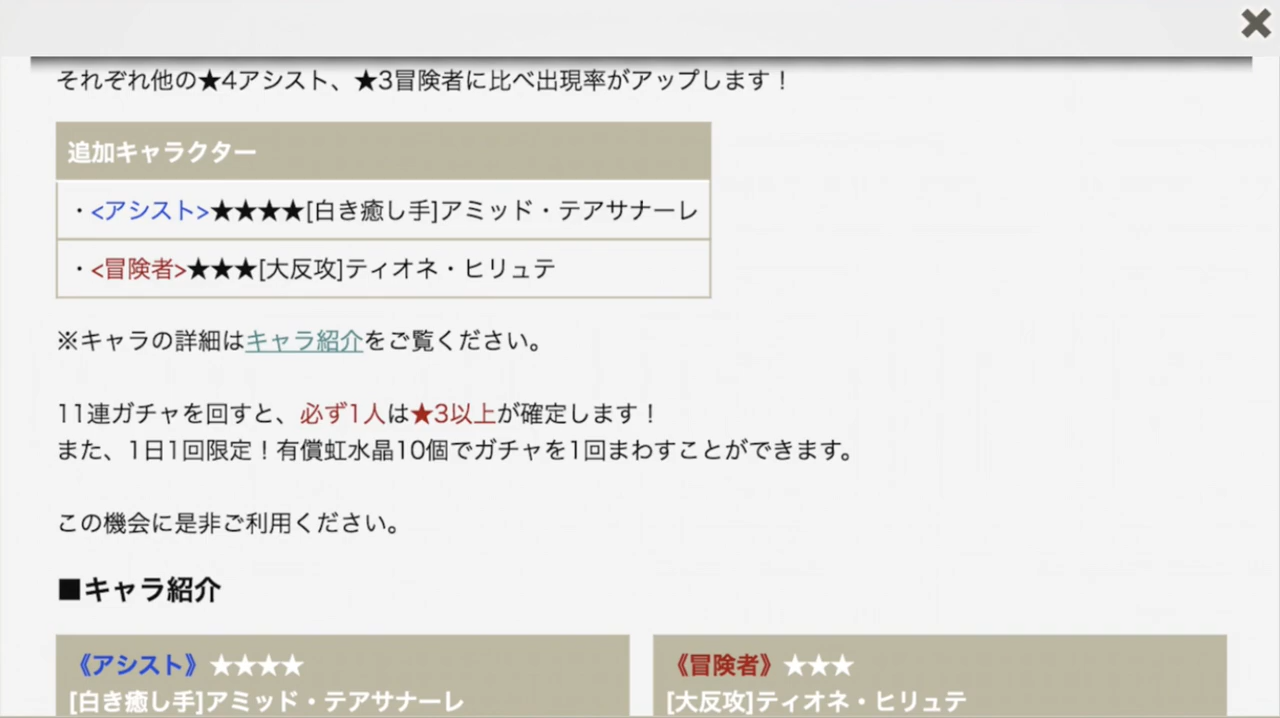 それぞれ他の★4アシスト、★3冒険者に比べ出現率がアップします！
追加キャラクター
・<アシスト>★★★★[白き癒し手]アミッド・テアサナーレ
・<冒険者>★★★[大反攻]ティオネ・ヒリュテ
※キャラの詳細はキャラ紹介をご覧ください。
11連ガチャを回すと、必ず1人は★3以上が確定します！
また、1日1回限定！有償虹水晶10個でガチャを1回まわすことができます。
この機会に是非ご利用ください。
■キャラ紹介
《アシスト》★★★★
[白き癒し手]アミッド・テアサナーレ
《冒険者》★★★
[大反攻]ティオネ・ヒリュテ